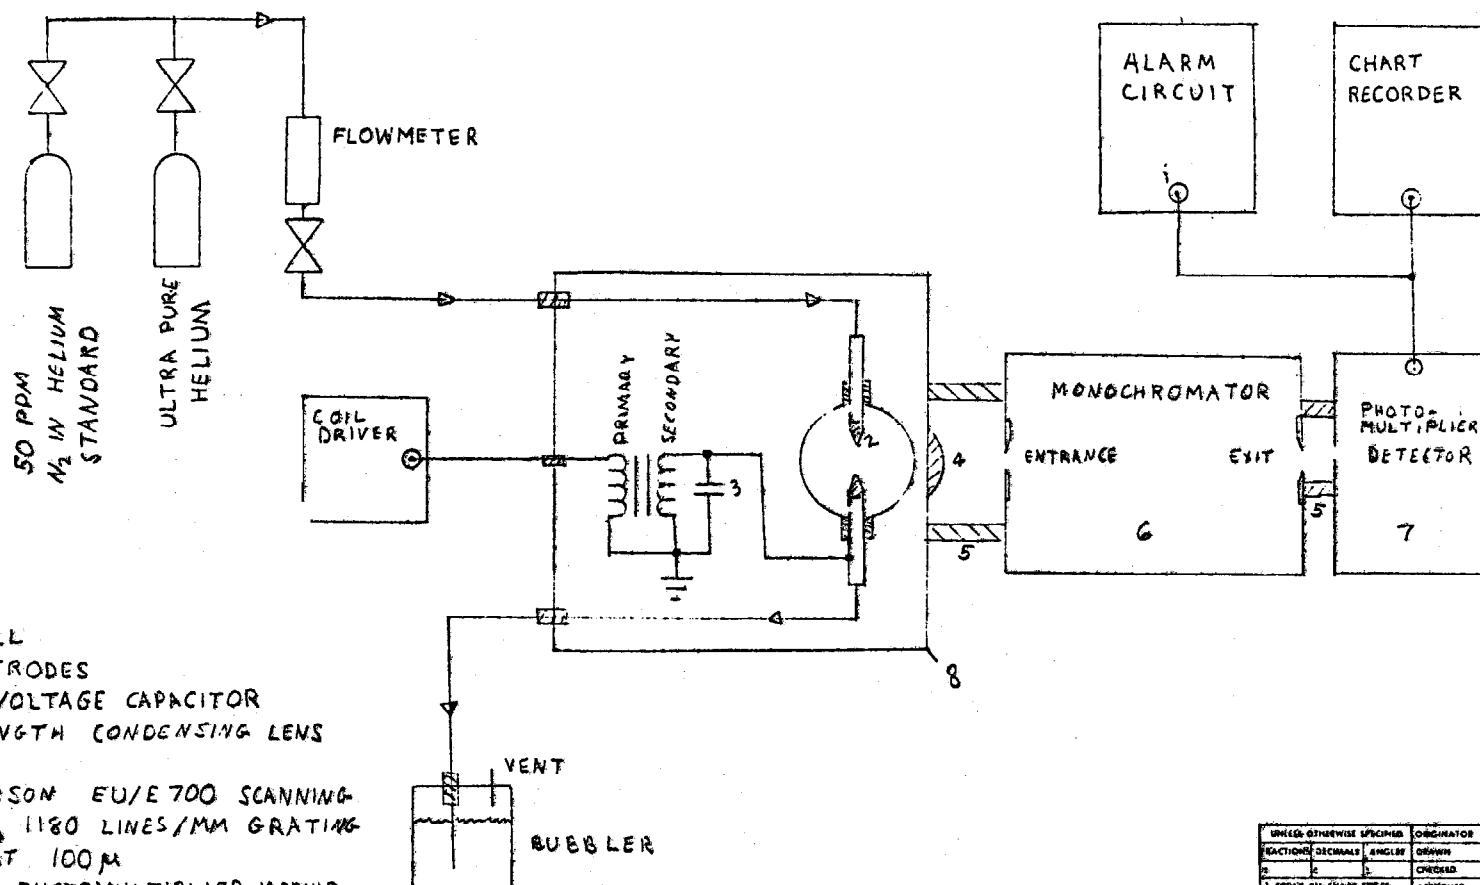 ALARM
CIRCUIT
CHART
RECORDER
FLOWMETER
50 PPM
N2 IN HELIUM
STANDARD
ULTRA PURE
HELIUM
COIL
DRIVER
PRIMARY
SECONDARY
i
2
3
4
5
MONOCHROMATOR
ENTRANCE
EXIT
6
PHOTO-
MULTIPLIER
DETECTOR
5
7
8
LL
TRODES
VOLTAGE CAPACITOR
NGTH CONDENSING LENS
SON EU/E 700 SCANNING
1180 LINES/MM GRATING
T 100 μ
VENT
BUBBLER
UNLESS OTHERWISE SPECIFIED
ORIGINATOR
DECIMALS
ANGLES
DRAWN
CHECKED